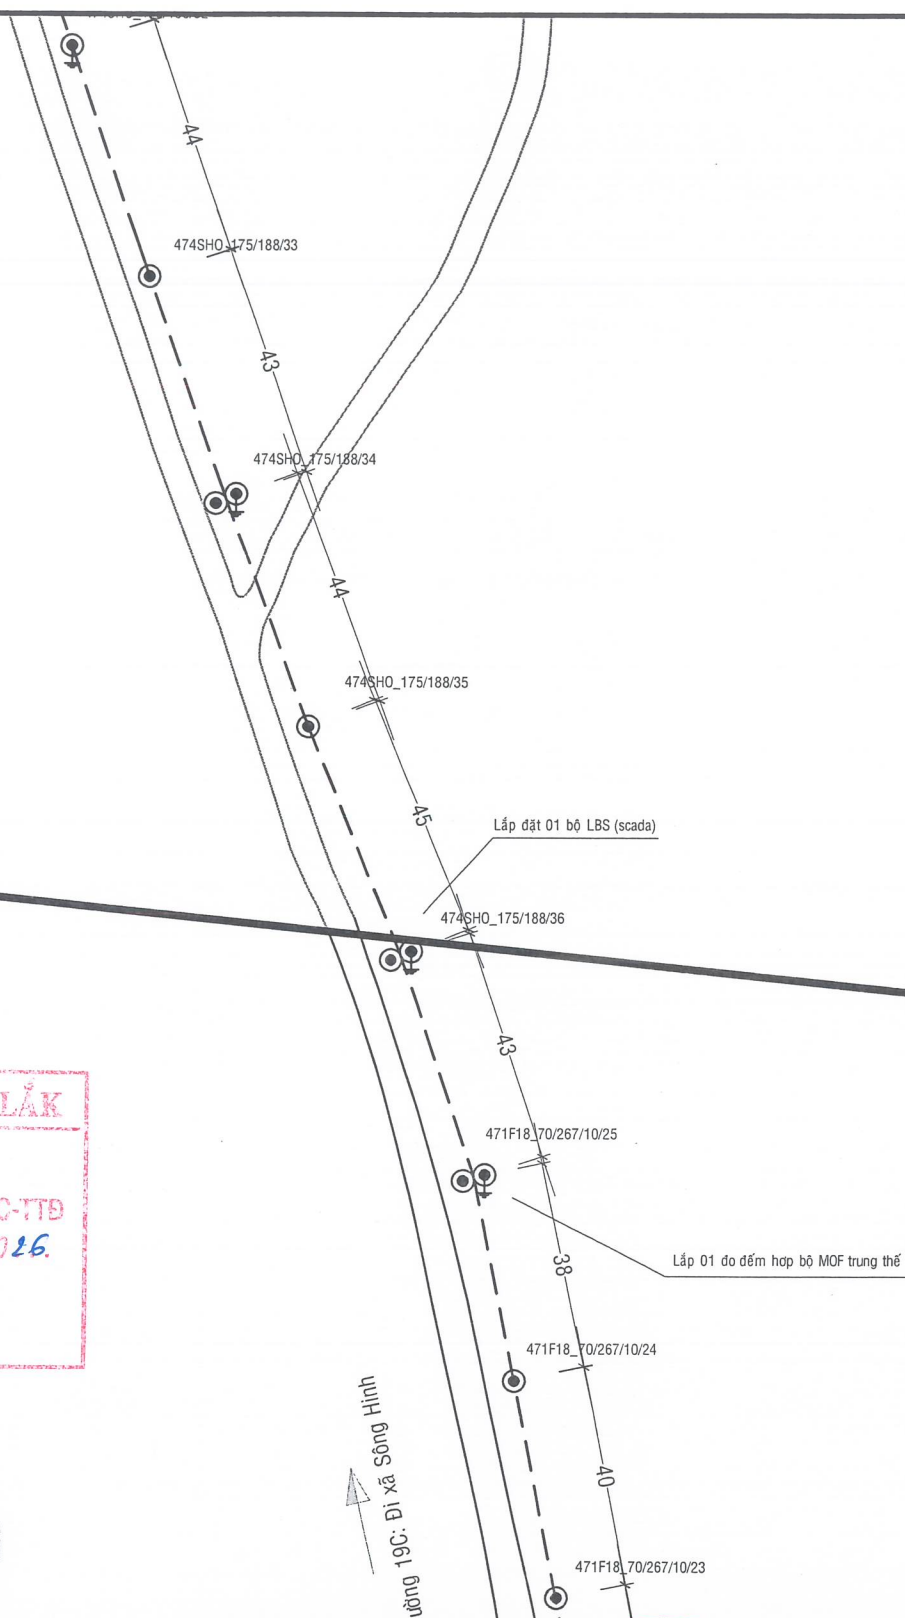 44
474SHO_175/188/33
43
474SHO_175/188/34
44
474SHO_175/188/35
45
Lắp đặt 01 bộ LBS (scada)
474SHO_175/188/36
43
LẮK
471F18_70/267/10/25
C-TTĐ
26.
38
Lắp 01 đo đếm hợp bộ MOF trung thế
471F18_70/267/10/24
19C: Đi xã Sông Hinh
40
471F18_70/267/10/23